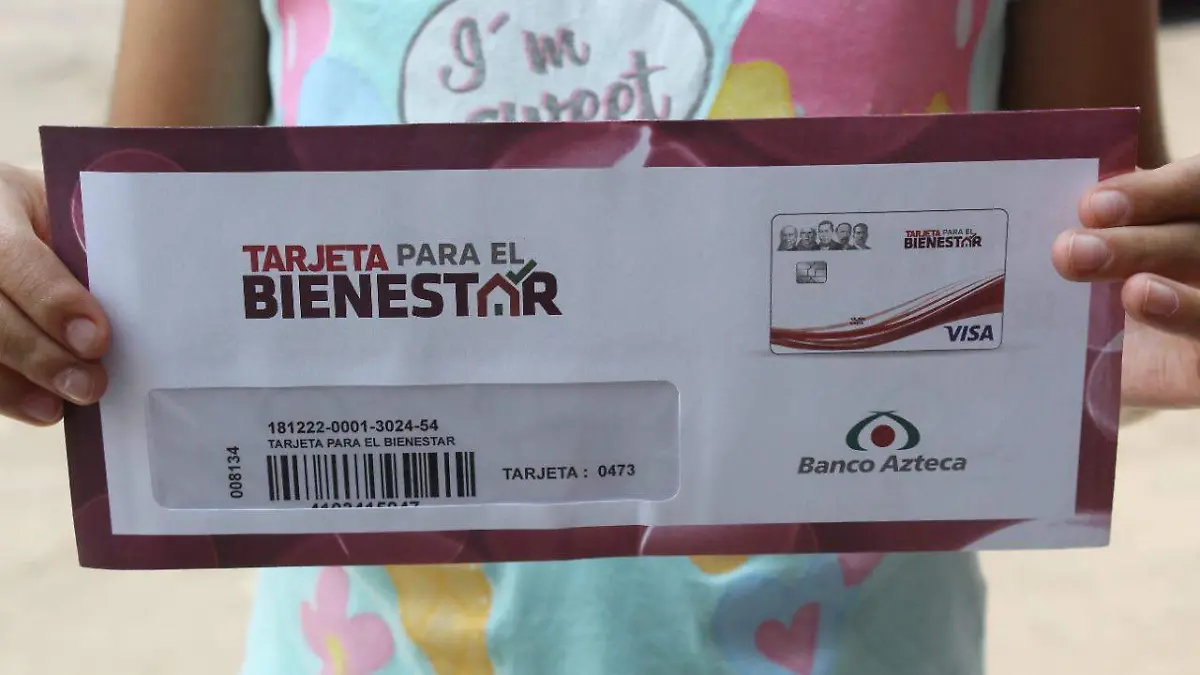 I´m
sweet
TARJETA PARA EL
BIENESTAR
TARJETA PARA EL
BIENESTAR
VISA
181222-0001-3024-54
TARJETA PARA EL BIENESTAR
008134
TARJETA : 0473
Banco Azteca